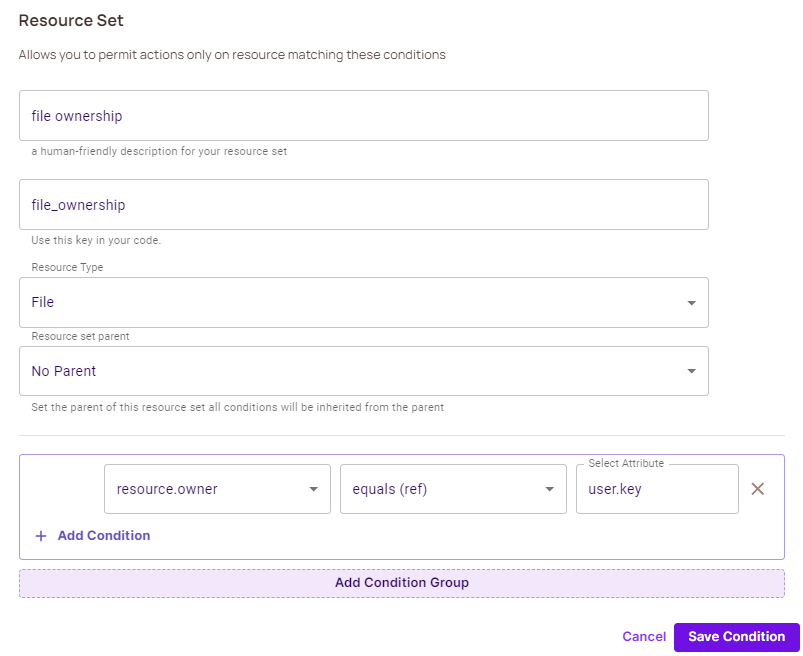 Resource Set
Allows you to permit actions only on resource matching these conditions
file ownership
a human-friendly description for your resource set
file_ownership
Use this key in your code.
Resource Type
File
Resource set parent
No Parent
Set the parent of this resource set all conditions will be inherited from the parent
Select Attribute
resource.owner equals (ref) user.key
+ Add Condition
Add Condition Group
Cancel Save Condition